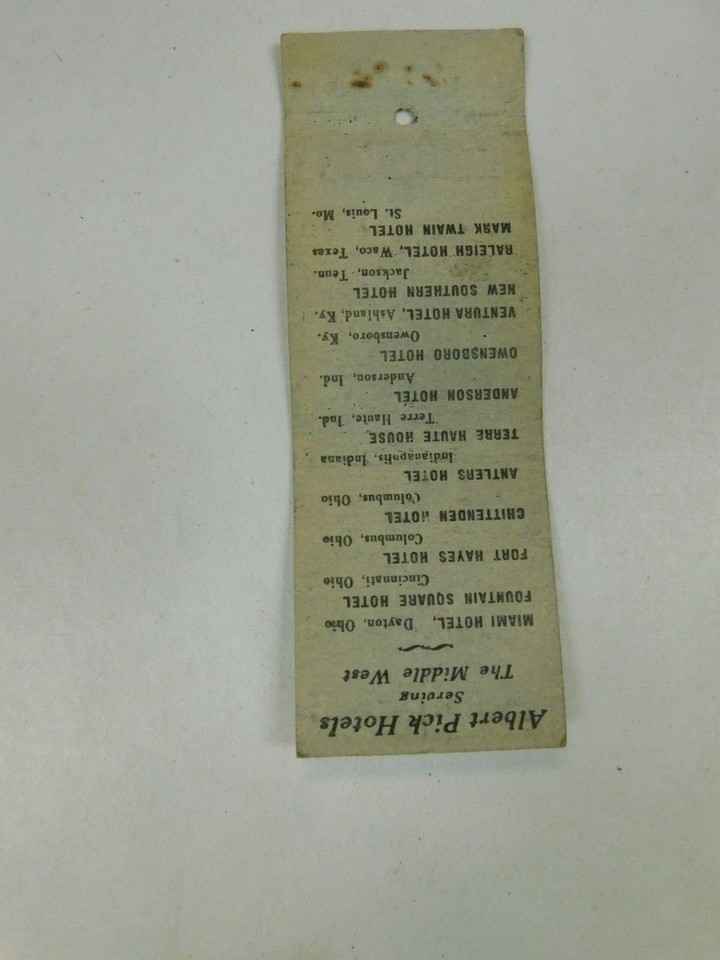 Albert Pick Hotels
Serving
The Middle West
MIAMI HOTEL, Dayton, Ohio
FOUNTAIN SQUARE HOTEL
Cincinnati, Ohio
FORT HAYES HOTEL
Columbus, Ohio
CHITTENDEN HOTEL
Columbus, Ohio
ANTLERS HOTEL
Indianapolis, Indiana
TERRE HAUTE HOUSE
Terre Haute, Ind.
ANDERSON HOTEL
Anderson, Ind.
OWENSBORO HOTEL
Owensboro, Ky.
VENTURA HOTEL, Ashland, Ky.
NEW SOUTHERN HOTEL
Jackson, Tenn.
RALEIGH HOTEL, Waco, Texas
MARK TWAIN HOTEL
St. Louis, Mo.